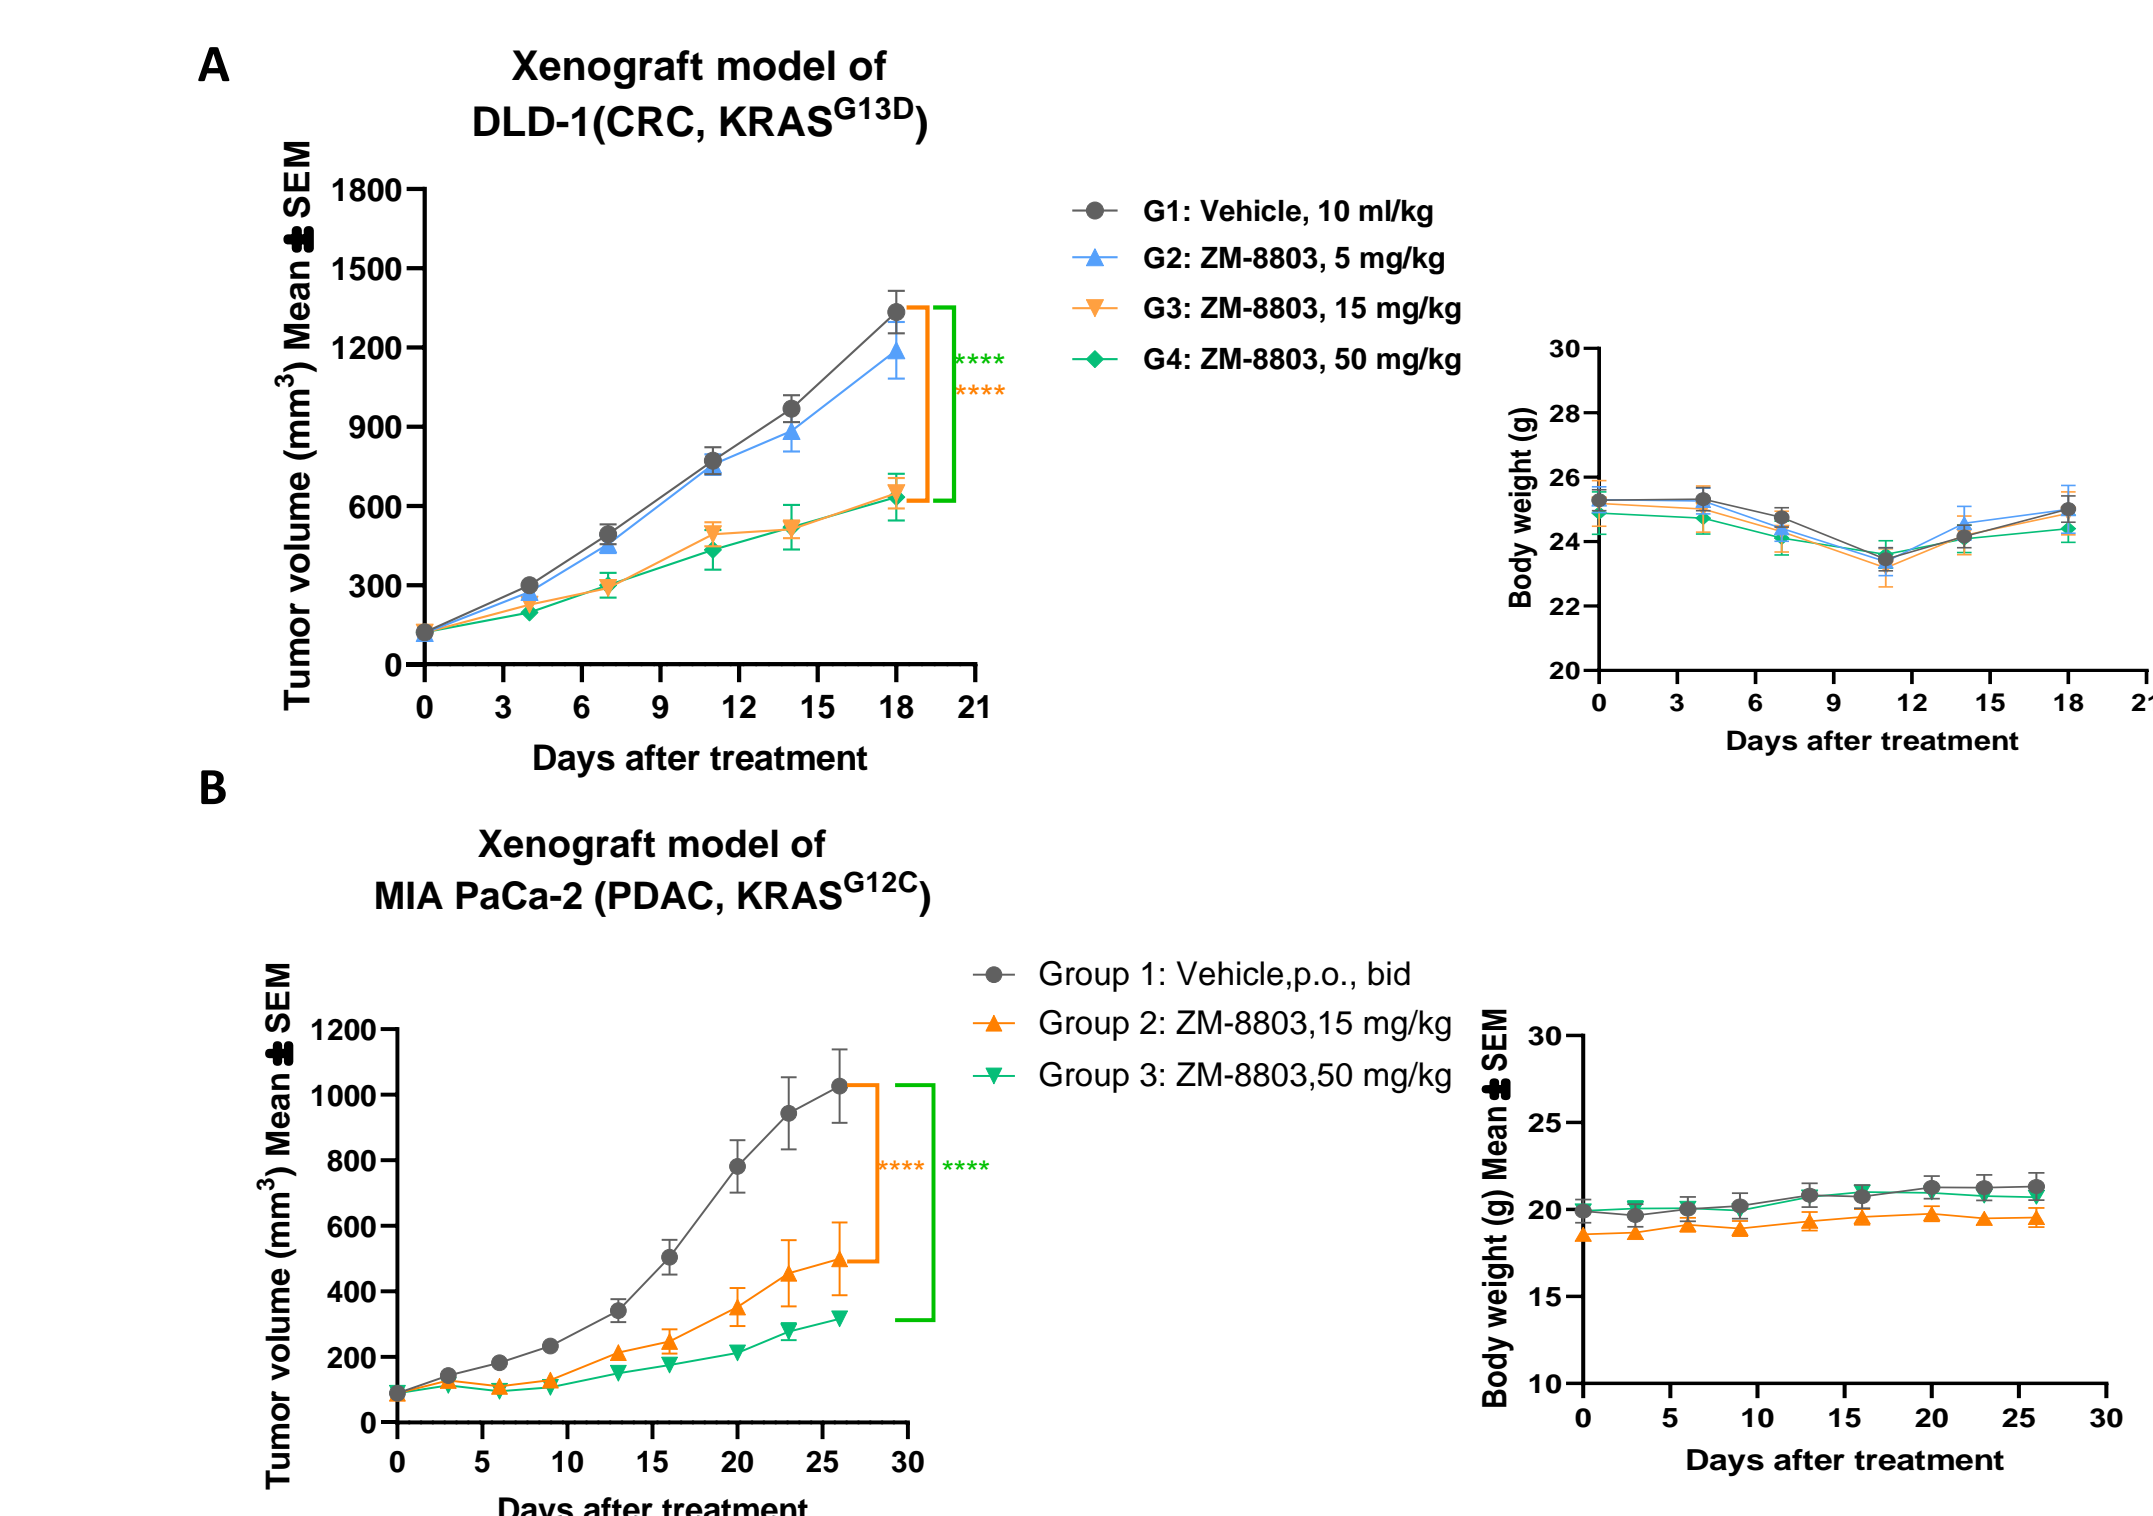 A
Xenograft model of
DLD-1(CRC, KRAS^G13D)
Tumor volume (mm³) Mean ± SEM
1800
1500
1200
900
600
300
0
0 3 6 9 12 15 18 21
Days after treatment
****
****
G1: Vehicle, 10 ml/kg
G2: ZM-8803, 5 mg/kg
G3: ZM-8803, 15 mg/kg
G4: ZM-8803, 50 mg/kg
Body weight (g)
30
28
26
24
22
20
0 3 6 9 12 15 18
Days after treatment
B
Xenograft model of
MIA PaCa-2 (PDAC, KRAS^G12C)
Tumor volume (mm³) Mean ± SEM
1200
1000
800
600
400
200
0
0 5 10 15 20 25 30
Days after treatment
**** ****
Group 1: Vehicle,p.o., bid
Group 2: ZM-8803,15 mg/kg
Group 3: ZM-8803,50 mg/kg
Body weight (g) Mean ± SEM
30
25
20
15
10
0 5 10 15 20 25 30
Days after treatment